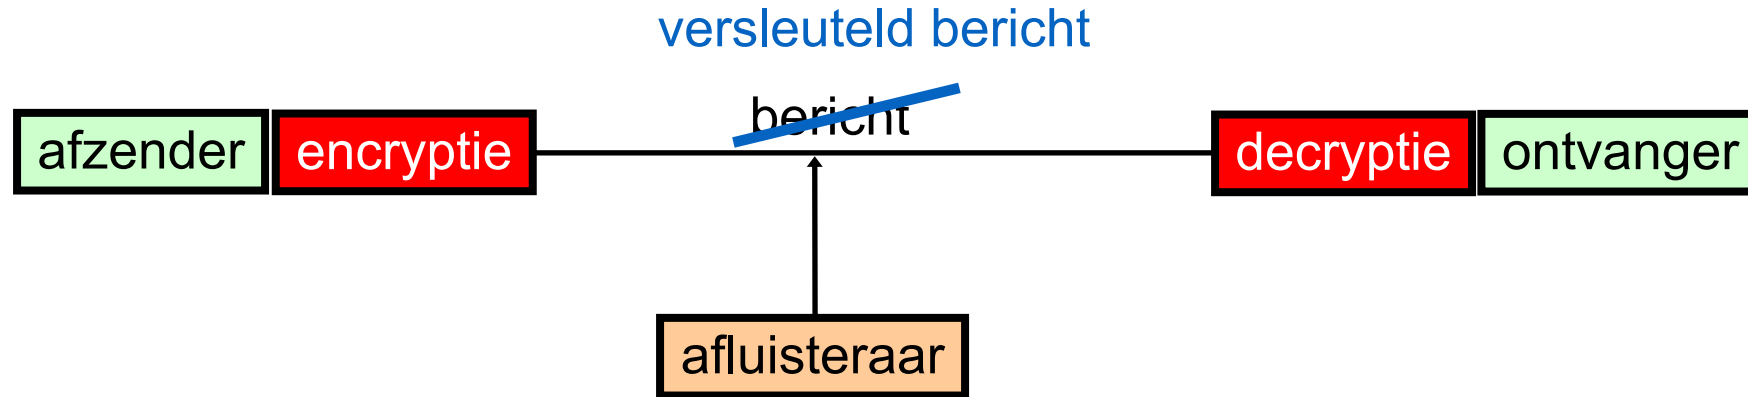 versleuteld bericht
bericht
afzender encryptie decryptie ontvanger
afluisteraar